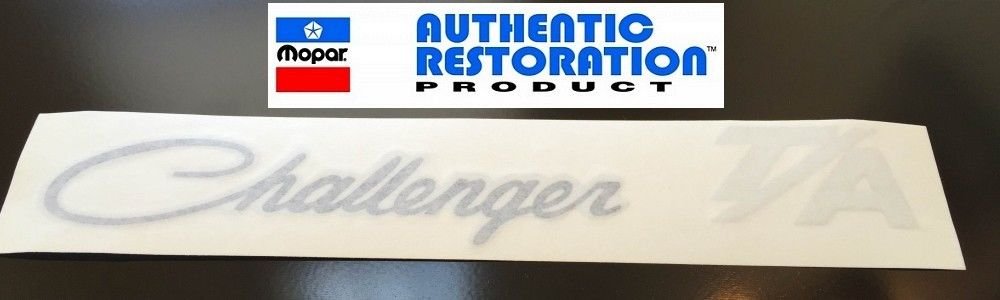 Mopar.
AUTHENTIC
RESTORATION™
PRODUCT
Challenger T/A